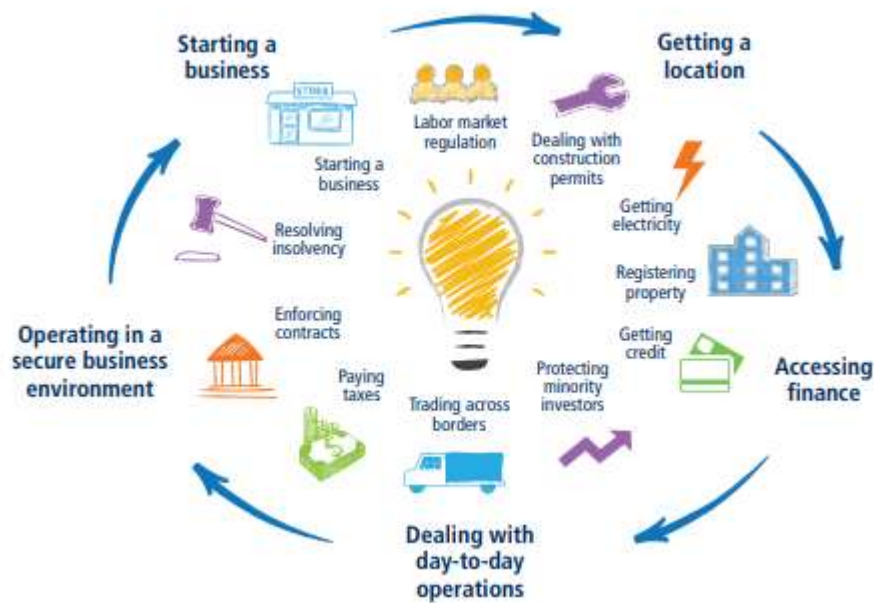 Starting a
business
Getting a
location
STORE
Labor market
regulation
Dealing with
construction
permits
Starting a
business
Getting
electricity
Resolving
insolvency
Registering
property
Enforcing
contracts
Getting
credit
Operating in a
secure business
environment
Accessing
finance
Paying
taxes
Trading across
borders
Protecting
minority
investors
$
Dealing with
day-to-day
operations